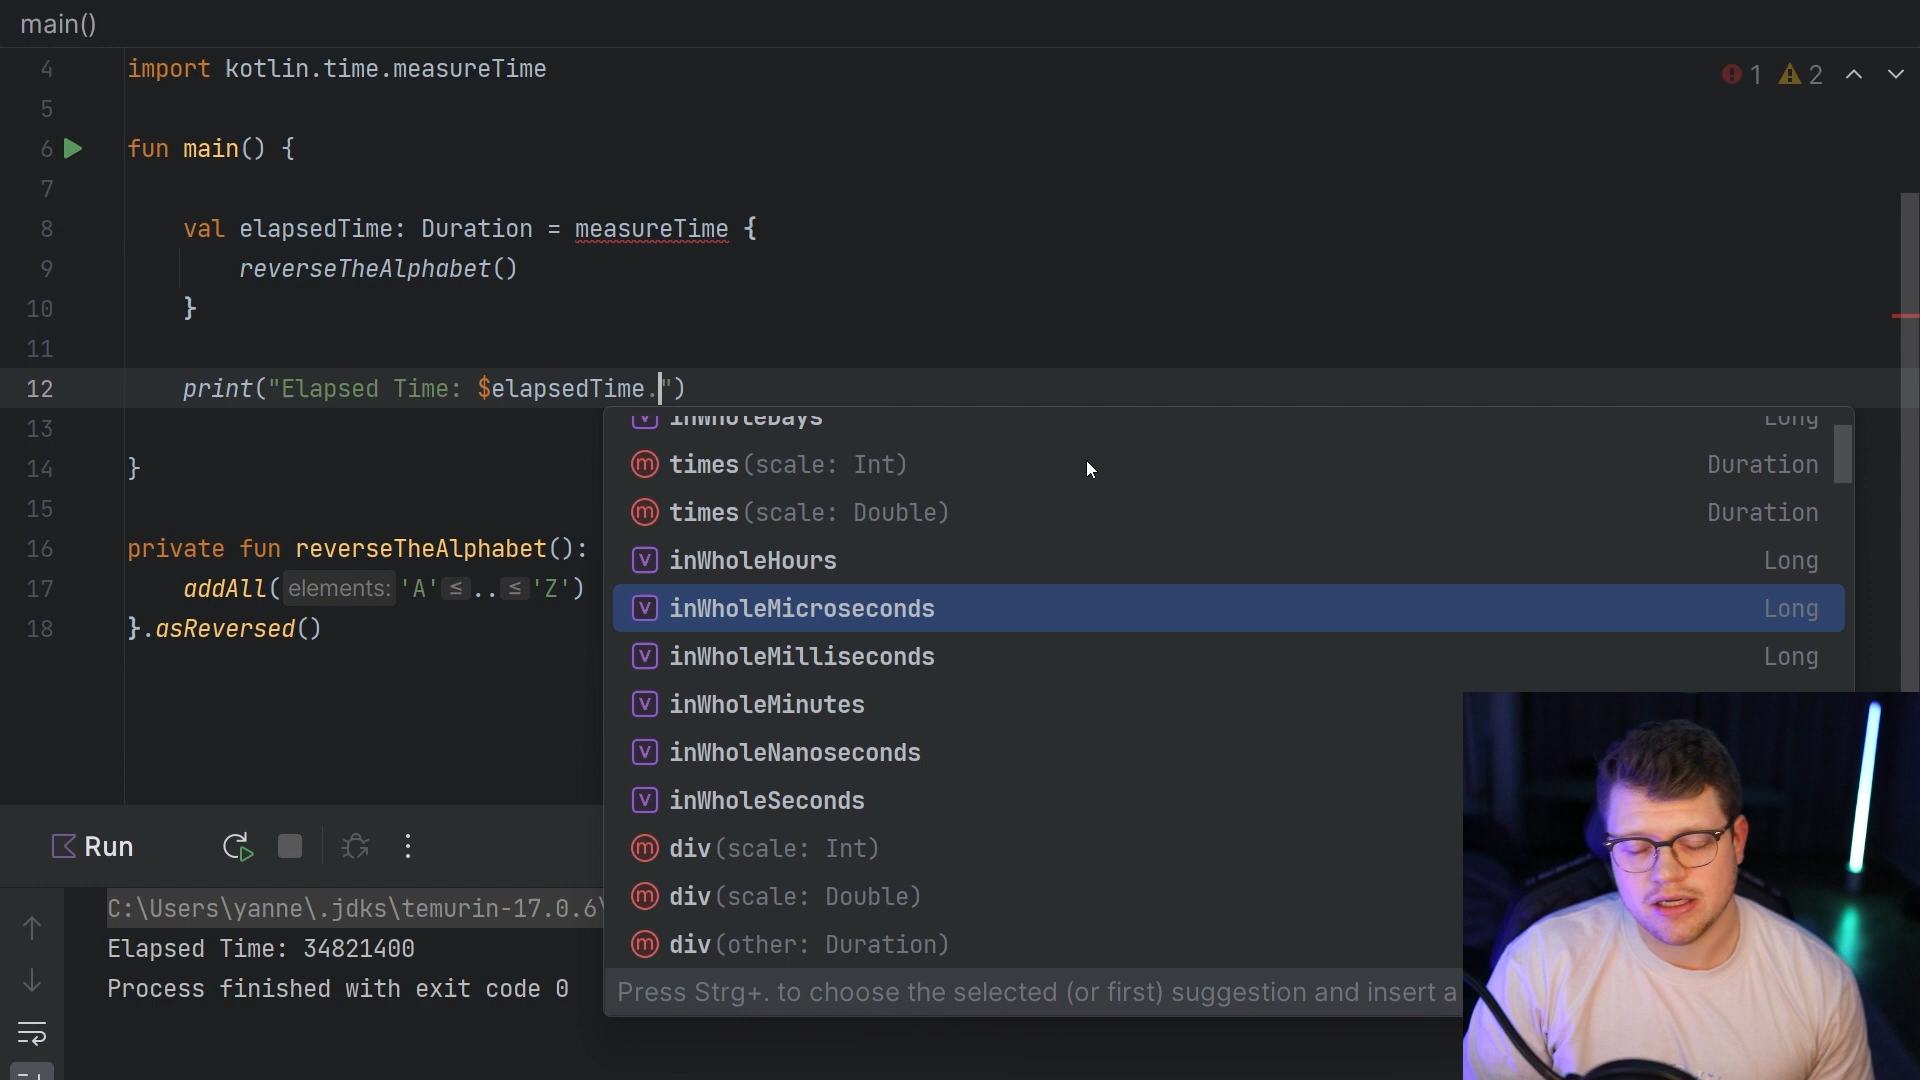 main()
4 import kotlin.time.measureTime
1 2
5
6 fun main() {
7
8 val elapsedTime: Duration = measureTime {
9 reverseTheAlphabet()
10 }
11
12 print("Elapsed Time: $elapsedTime.")
13
14 }
15
16 private fun reverseTheAlphabet():
17 addAll( elements: 'A' ≤ .. ≤ 'Z')
18 }.asReversed()
inWholeDays Long
times(scale: Int) Duration
times(scale: Double) Duration
inWholeHours Long
inWholeMicroseconds Long
inWholeMilliseconds Long
inWholeMinutes
inWholeNanoseconds
inWholeSeconds
div(scale: Int)
div(scale: Double)
div(other: Duration)
Press Strg+. to choose the selected (or first) suggestion and insert a
Run
C:\Users\yanne\.jdks\temurin-17.0.6\
Elapsed Time: 34821400
Process finished with exit code 0